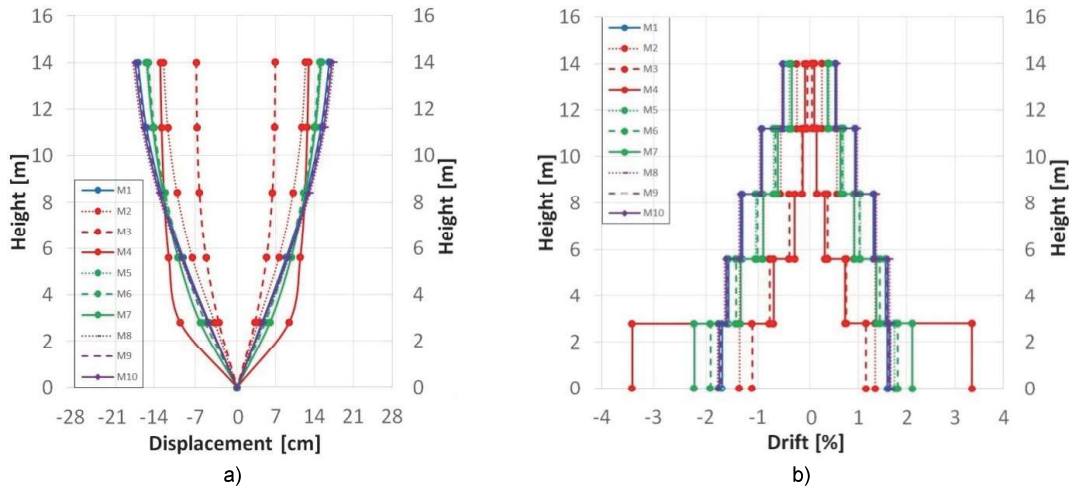 16
14
12
10
8
6
4
2
0
Height [m]
M1
M2
M3
M4
M5
M6
M7
M8
M9
M10
-28 -21 -14 -7 0 7 14 21 28
Displacement [cm]
16
14
12
10
8
6
4
2
0
Height [m]
a)
16
14
12
10
8
6
4
2
0
Height [m]
M1
M2
M3
M4
M5
M6
M7
M8
M9
M10
-4 -3 -2 -1 0 1 2 3 4
Drift [%]
16
14
12
10
8
6
4
2
0
Height [m]
b)